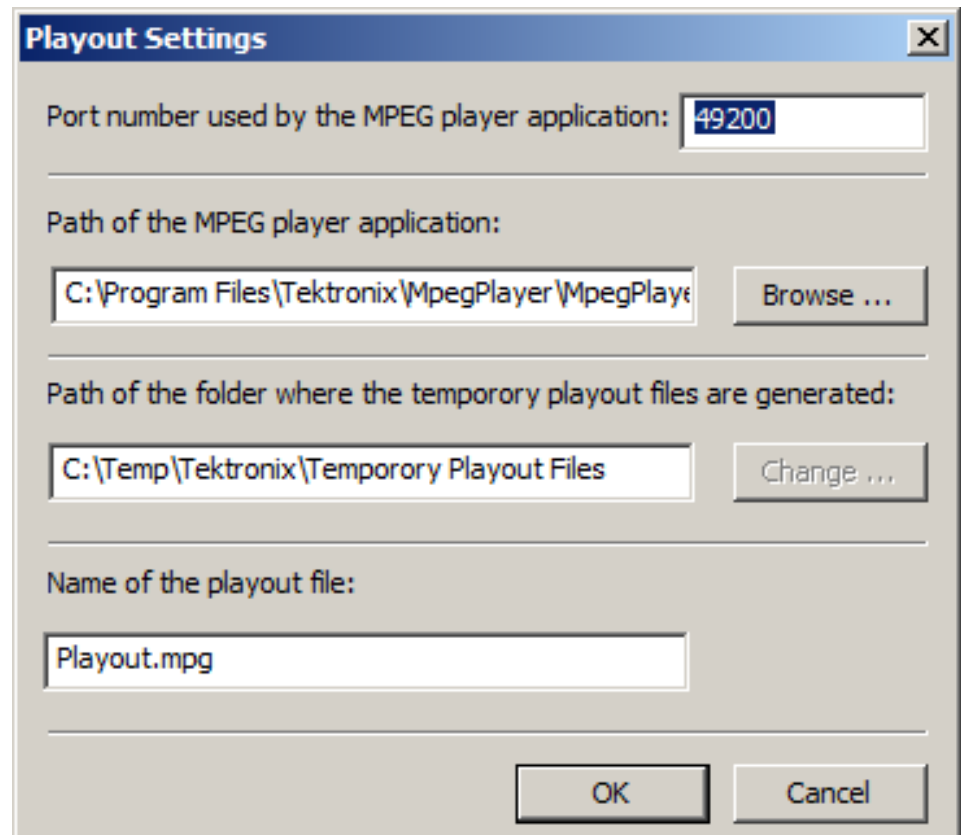 Playout Settings
Port number used by the MPEG player application: 49200
Path of the MPEG player application:
C:\Program Files\Tektronix\MpegPlayer\MpegPlaye Browse ...
Path of the folder where the temporory playout files are generated:
C:\Temp\Tektronix\Temporory Playout Files Change ...
Name of the playout file:
Playout.mpg
OK Cancel